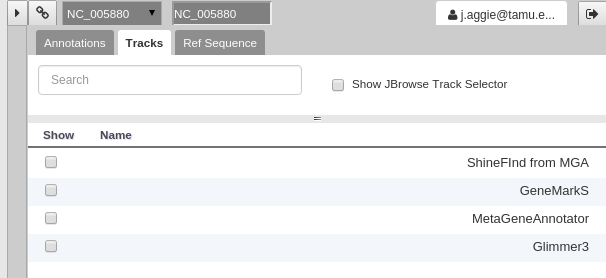 NC_005880 NC_005880 j.aggie@tamu.e...
Annotations Tracks Ref Sequence
Search Show JBrowse Track Selector
Show Name
ShineFInd from MGA
GeneMarkS
MetaGeneAnnotator
Glimmer3